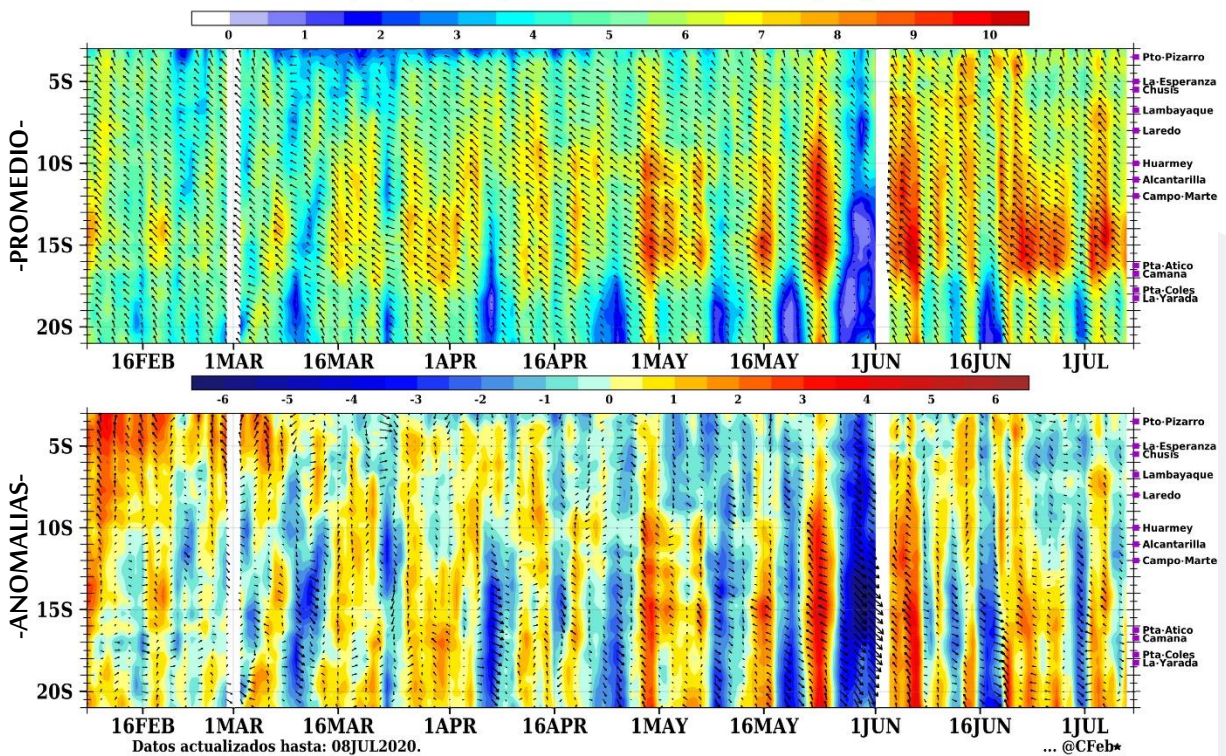 0 1 2 3 4 5 6 7 8 9 10
-PROMEDIO-
5S
10S
15S
20S
Pto·Pizarro
La·Esperanza
Chusis
Lambayaque
Laredo
Huarmey
Alcantarilla
Campo·Marte
Pta·Atico
Camana
Pta·Coles
La·Yarada
16FEB 1MAR 16MAR 1APR 16APR 1MAY 16MAY 1JUN 16JUN 1JUL
-6 -5 -4 -3 -2 -1 0 1 2 3 4 5 6
-ANOMALIAS-
5S
10S
15S
20S
Pto·Pizarro
La·Esperanza
Chusis
Lambayaque
Laredo
Huarmey
Alcantarilla
Campo·Marte
Pta·Atico
Camana
Pta·Coles
La·Yarada
16FEB 1MAR 16MAR 1APR 16APR 1MAY 16MAY 1JUN 16JUN 1JUL
Datos actualizados hasta: 08JUL2020. ... @CFeb★